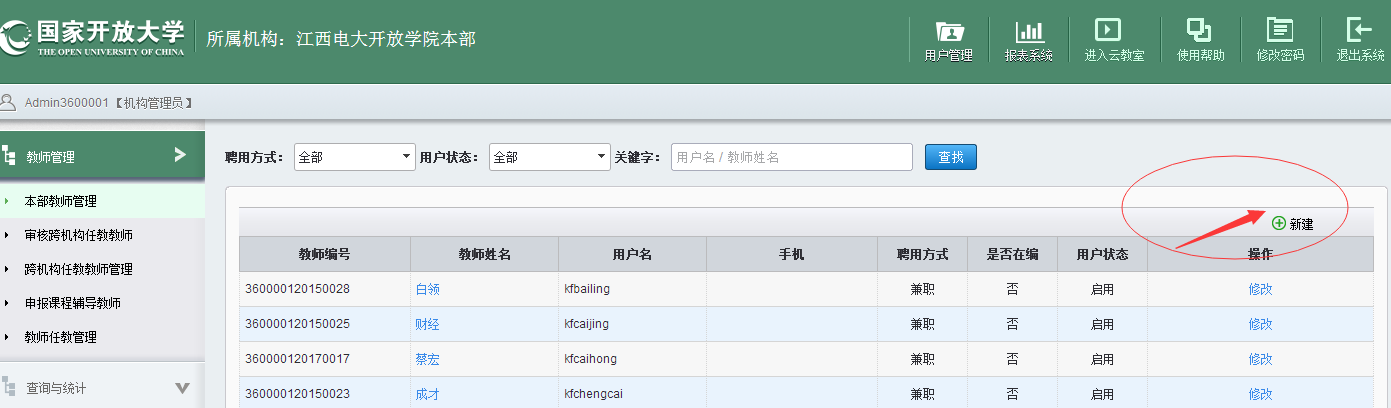 国家开放大学
THE OPEN UNIVERSITY OF CHINA
所属机构：江西电大开放学院本部
用户管理 报表系统 进入云教室 使用帮助 修改密码 退出系统
Admin3600001【机构管理员】
教师管理
本部教师管理
审核跨机构任教教师
跨机构任教教师管理
申报课程辅导教师
教师任教管理
查询与统计
聘用方式： 全部 用户状态： 全部 关键字： 用户名 / 教师姓名 查找
新建
教师编号 教师姓名 用户名 手机 聘用方式 是否在编 用户状态 操作
360000120150028 白领 kfbailing 兼职 否 启用 修改
360000120150025 财经 kfcaijing 兼职 否 启用 修改
360000120170017 蔡宏 kfcaihong 兼职 否 启用 修改
360000120150023 成才 kfchengcai 兼职 否 启用 修改